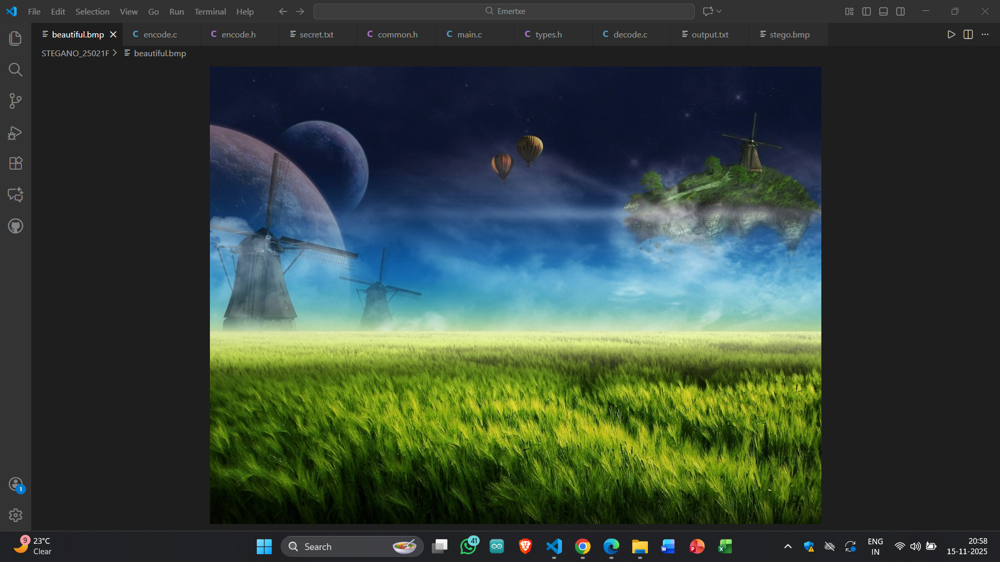 File Edit Selection View Go Run Terminal Help Emertxe
beautiful.bmp encode.c encode.h secret.txt common.h main.c types.h decode.c output.txt stego.bmp
STEGANO_25021F > beautiful.bmp
1
9 23°C
Clear
Search
41
ENG
IN
20:58
15-11-2025